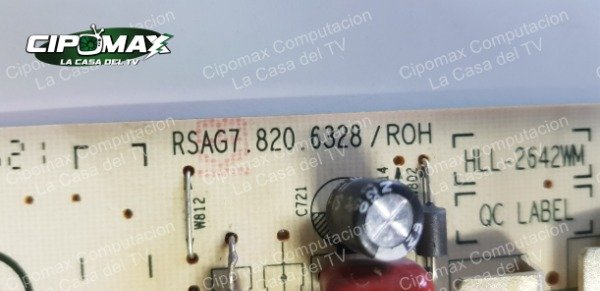 CIPOMAX
LA CASA DEL TV
Cipomax Computacion
La Casa del TV
RSAG7.820.6328/ROH
HLL-2642WM
QC LABEL
W812
C721